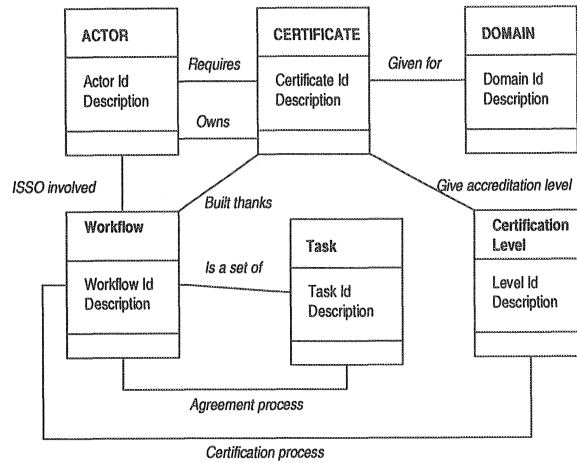 ACTOR
Actor Id
Description
Requires
Owns
CERTIFICATE
Certificate Id
Description
Given for
DOMAIN
Domain Id
Description
ISSO involved
Built thanks
Give accreditation level
Workflow
Workflow Id
Description
Is a set of
Task
Task Id
Description
Certification
Level
Level Id
Description
Agreement process
Certification process